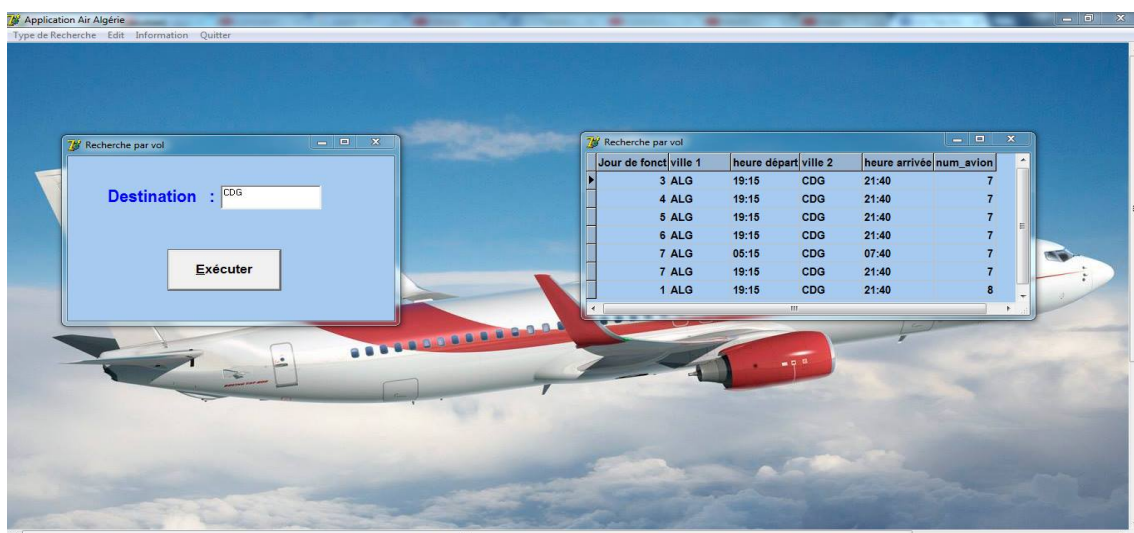 Application Air Algérie
Type de Recherche Edit Information Quitter
Recherche par vol
Destination : CDG
Exécuter
Recherche par vol
Jour de fonct ville 1 heure départ ville 2 heure arrivée num_avion
3 ALG 19:15 CDG 21:40 7
4 ALG 19:15 CDG 21:40 7
5 ALG 19:15 CDG 21:40 7
6 ALG 19:15 CDG 21:40 7
7 ALG 05:15 CDG 07:40 7
7 ALG 19:15 CDG 21:40 7
1 ALG 19:15 CDG 21:40 8